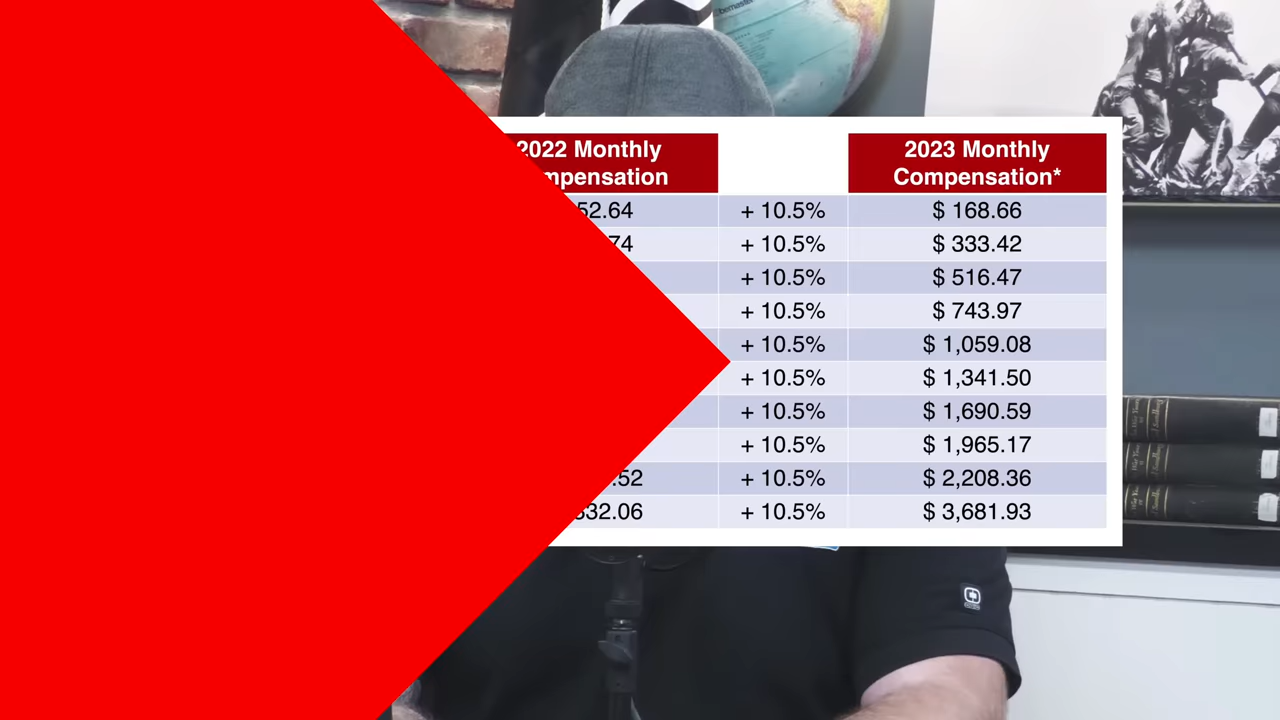 2022 Monthly 2023 Monthly
Compensation*
52.64 + 10.5% $ 168.66
74 + 10.5% $ 333.42
+ 10.5% $ 516.47
+ 10.5% $ 743.97
+ 10.5% $ 1,059.08
+ 10.5% $ 1,341.50
+ 10.5% $ 1,690.59
+ 10.5% $ 1,965.17
.52 + 10.5% $ 2,208.36
32.06 + 10.5% $ 3,681.93